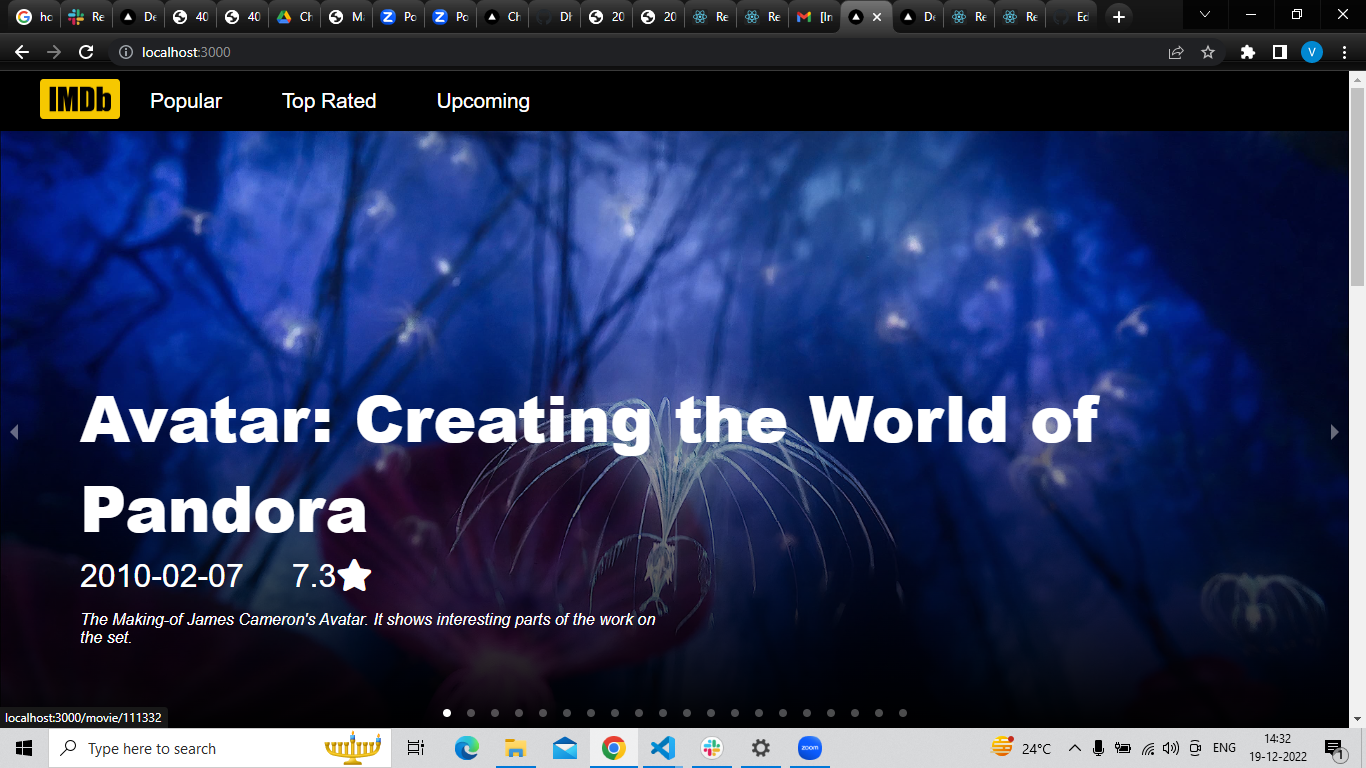 hc Re De 40 40 Ch M Po Po Ch Dh 20 20 Re Re [In De Re Re Ed
localhost:3000 V
IMDb Popular Top Rated Upcoming
Avatar: Creating the World of
Pandora
2010-02-07 7.3
The Making-of James Cameron's Avatar. It shows interesting parts of the work on
the set.
localhost:3000/movie/111332
Type here to search
zoom
24°C
ENG
14:32
19-12-2022
1